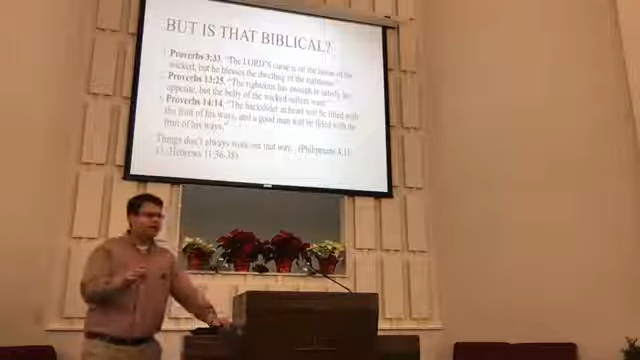 BUT IS THAT BIBLICAL?
Proverbs 3:33, "The LORD'S curse is on the house of the
wicked, but he blesses the dwelling of the righteous."
Proverbs 13:25, "The righteous has enough to satisfy his
appetite, but the belly of the wicked suffers want."
Proverbs 14:14, "The backslider in heart will be filled with
the fruit of his ways, and a good man will be filled with the
fruit of his ways."
Things don't always work out that way. (Philippians 4:11-
13, Hebrews 11:36-38)